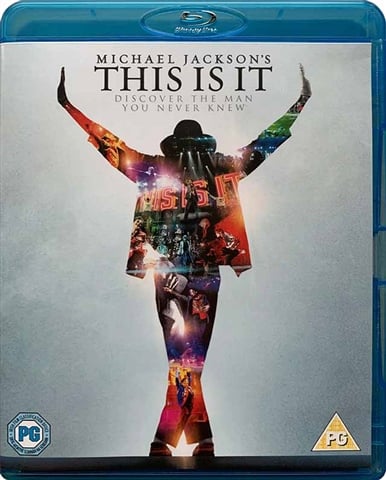 Blu-ray Disc
MICHAEL JACKSON'S
THIS IS IT
DISCOVER THE MAN
YOU NEVER KNEW
THIS IS IT
PG
PG